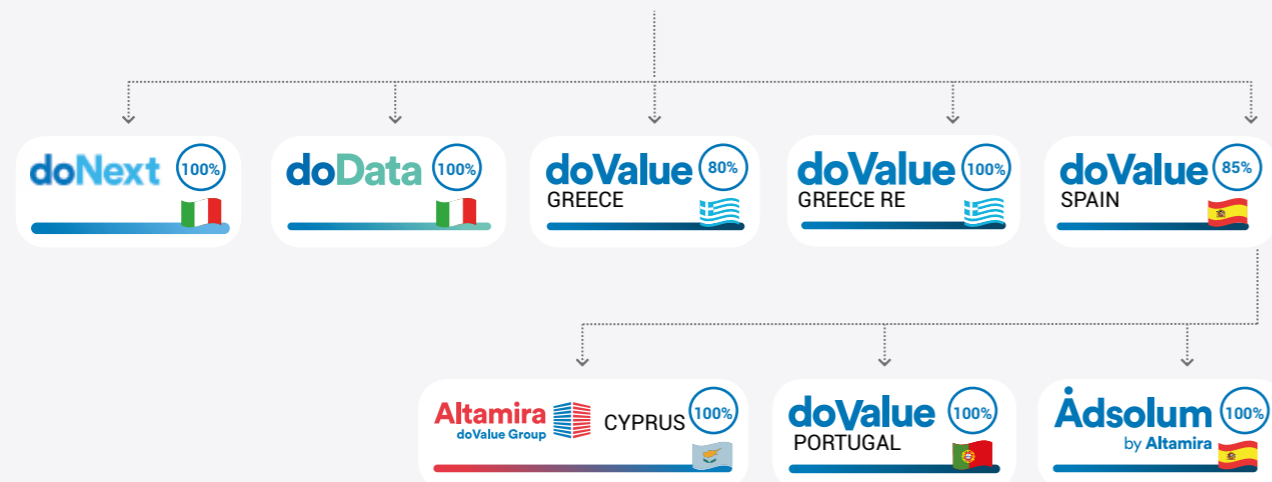 doNext 100%
doData 100%
doValue 80%
GREECE
doValue 100%
GREECE RE
doValue 85%
SPAIN
Altamira
doValue Group
CYPRUS 100%
doValue 100%
PORTUGAL
Àdsolum 100%
by Altamira